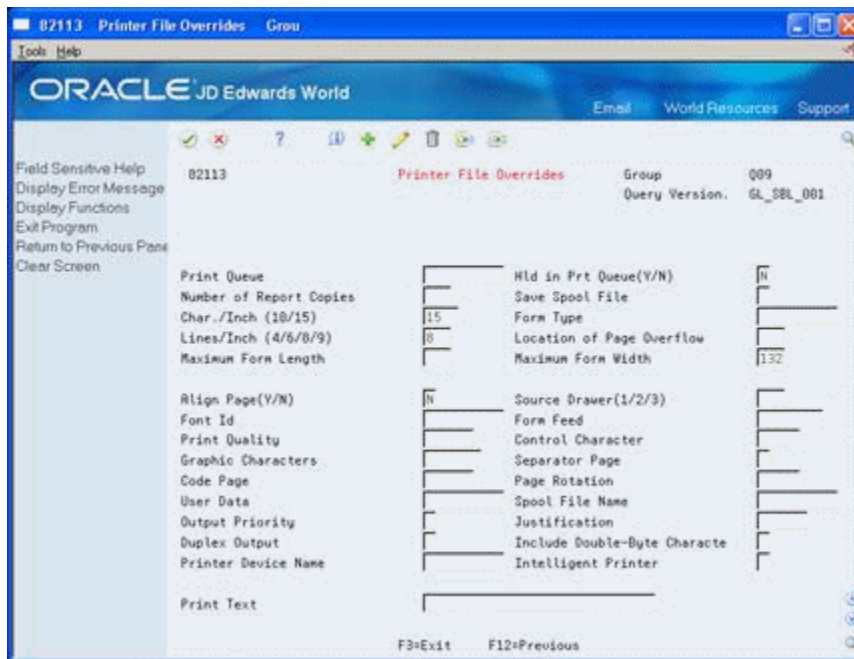 82113 Printer File Overrides Grou
Tools Help
ORACLE JD Edwards World
Email World Resources Support
Field Sensitive Help
Display Error Message
Display Functions
Exit Program
Return to Previous Pane
Clear Screen
82113 Printer File Overrides Group Q09
Query Version. GL_SBL_001
Print Queue Hld in Prt Queue(Y/N) N
Number of Report Copies Save Spool File
Char./Inch (10/15) 15 Form Type
Lines/Inch (4/6/8/9) 8 Location of Page Overflow
Maximum Form Length Maximum Form Width 132
Align Page(Y/N) N Source Drawer(1/2/3)
Font Id Form Feed
Print Quality Control Character
Graphic Characters Separator Page
Code Page Page Rotation
User Data Spool File Name
Output Priority Justification
Duplex Output Include Double-Byte Characte
Printer Device Name Intelligent Printer
Print Text
F3=Exit F12=Previous